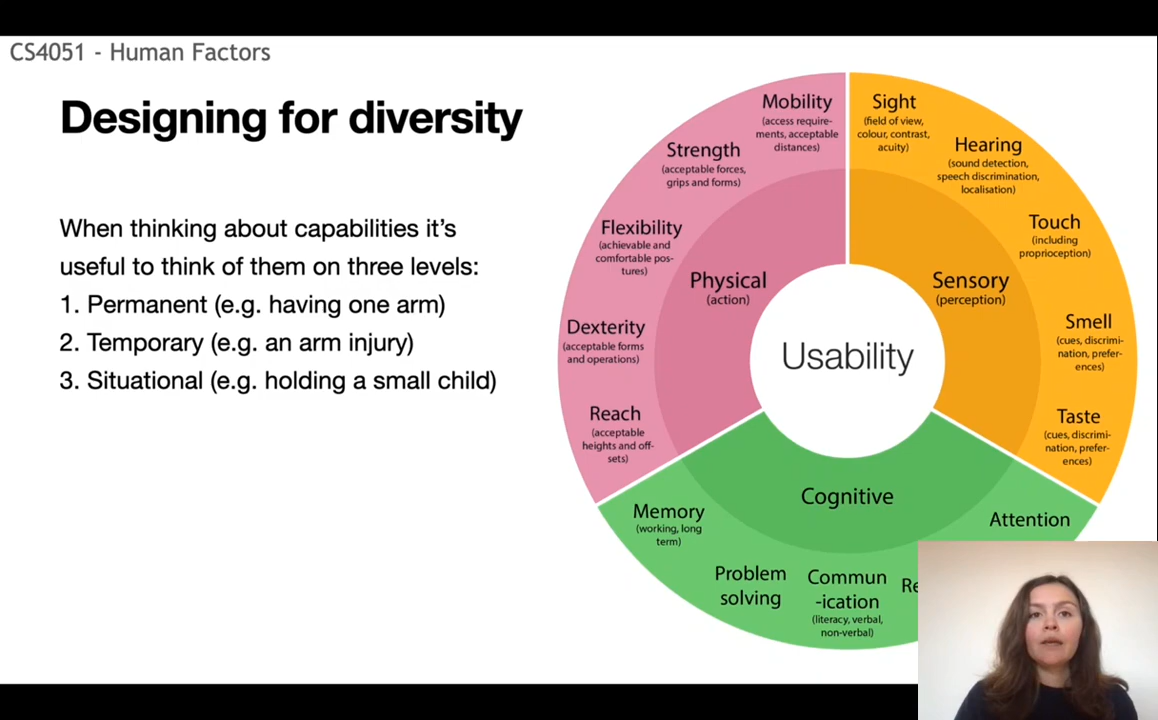 CS4051 - Human Factors
Designing for diversity
When thinking about capabilities it's
useful to think of them on three levels:
1. Permanent (e.g. having one arm)
2. Temporary (e.g. an arm injury)
3. Situational (e.g. holding a small child)
Mobility
(access require-
ments, acceptable
distances)
Strength
(acceptable forces,
grips and forms)
Flexibility
(achievable and
comfortable pos-
tures)
Dexterity
(acceptable forms
and operations)
Reach
(acceptable
heights and off-
sets)
Physical
(action)
Sight
(field of view,
colour, contrast,
acuity)
Hearing
(sound detection,
speech discrimination,
localisation)
Touch
(including
proprioception)
Smell
(cues, discrimi-
nation, prefer-
ences)
Taste
(cues, discrimi-
nation, prefer-
ences)
Sensory
(perception)
Usability
Cognitive
Memory
(working, long
term)
Problem
solving
Commun
-ication
(literacy, verbal,
non-verbal)
Attention